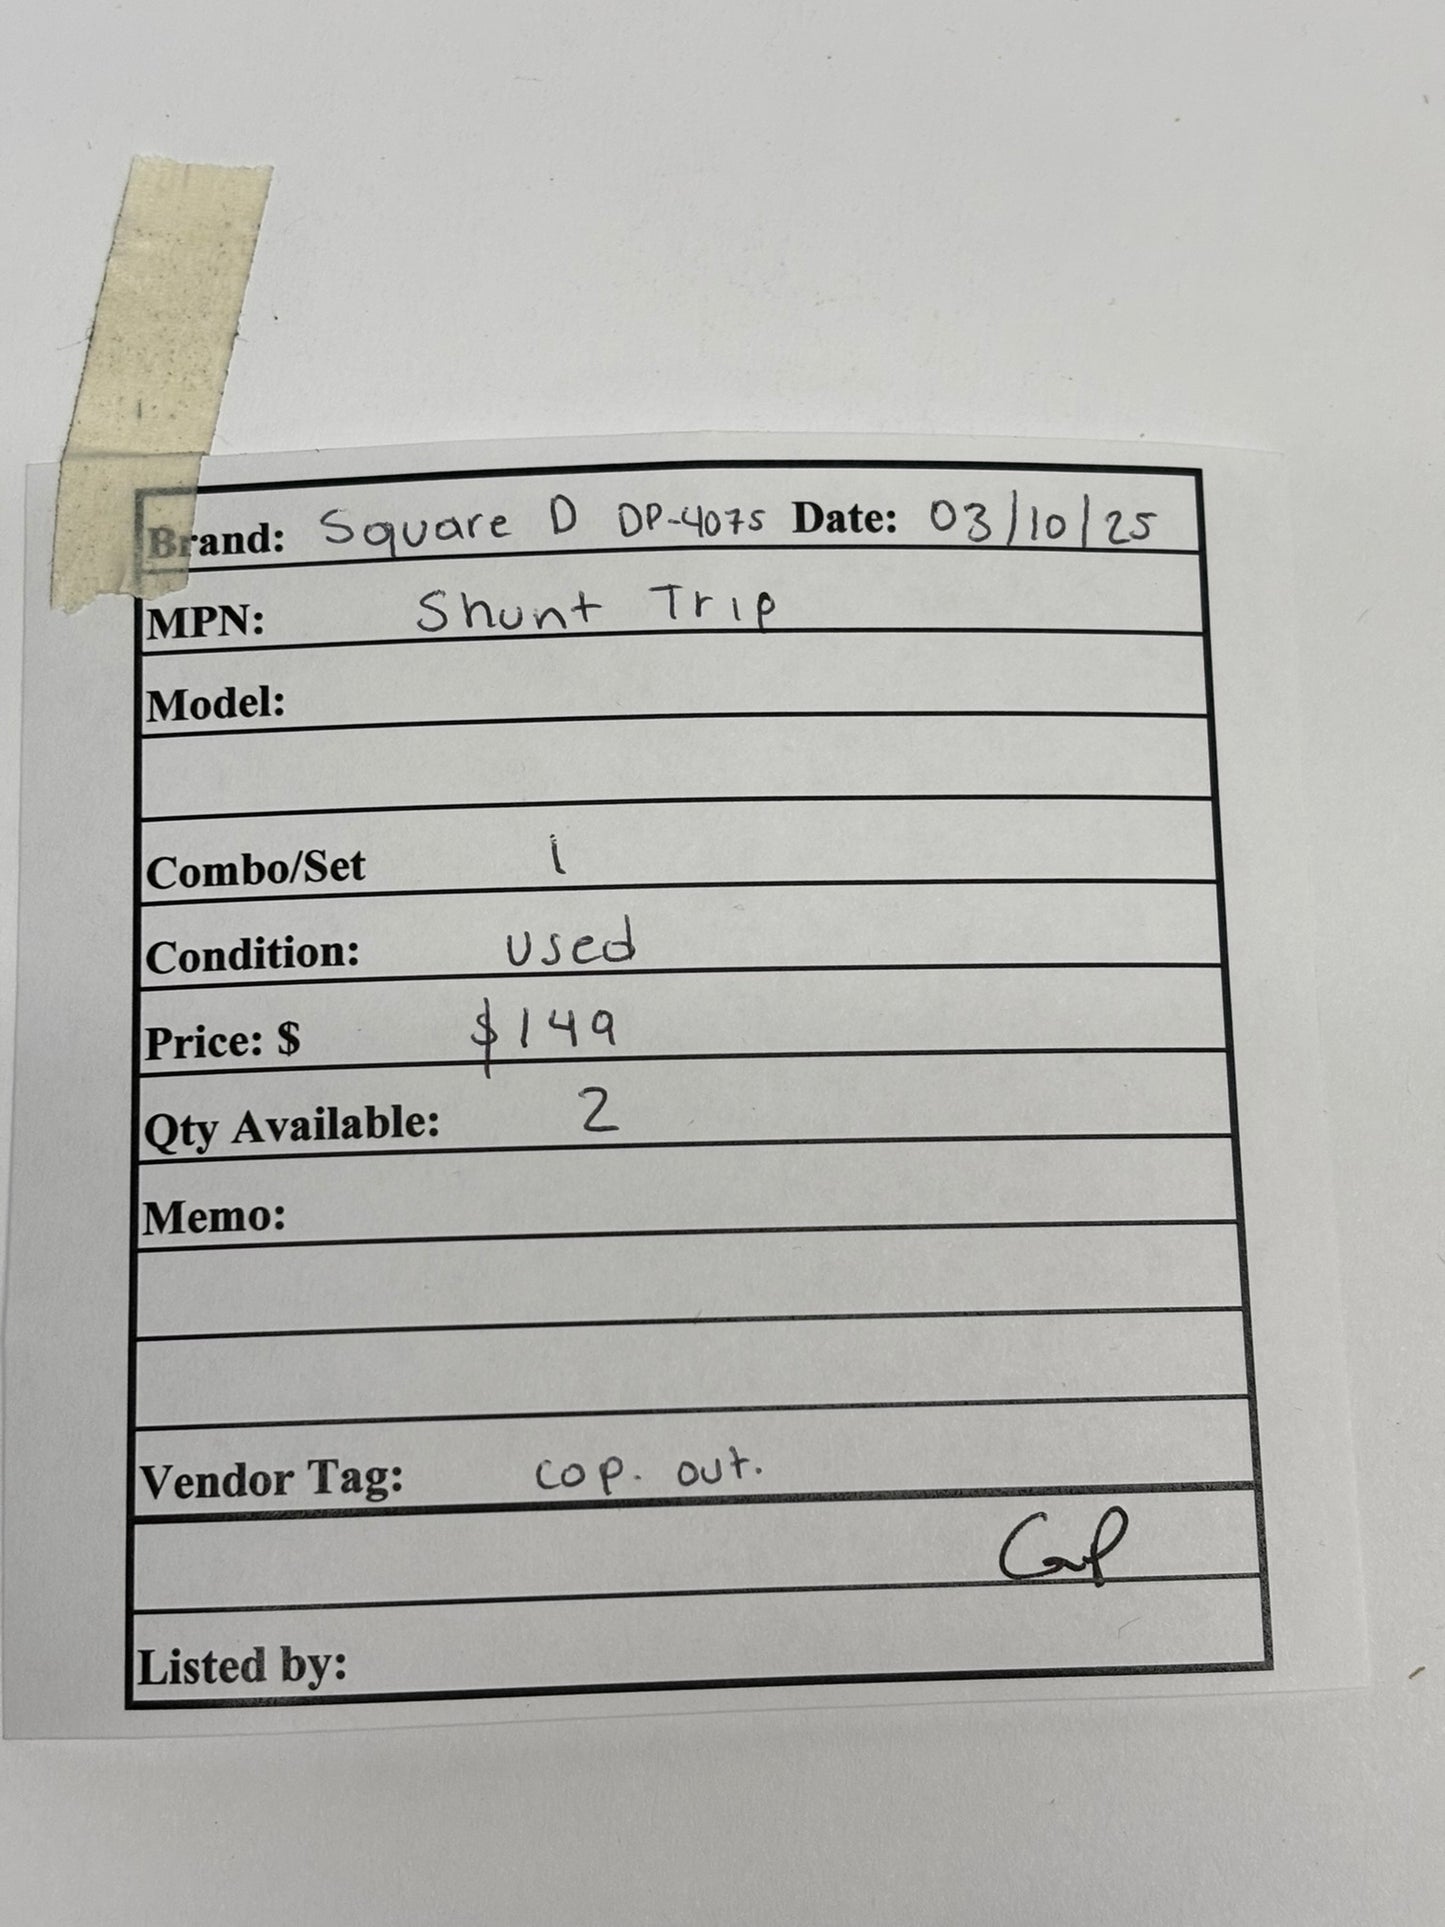 Brand: Square D DP-4075 Date: 03/10/25
MPN: Shunt Trip
Model:
Combo/Set 1
Condition: used
Price: $ $149
Qty Available: 2
Memo:
Vendor Tag: cop. out.
Listed by: